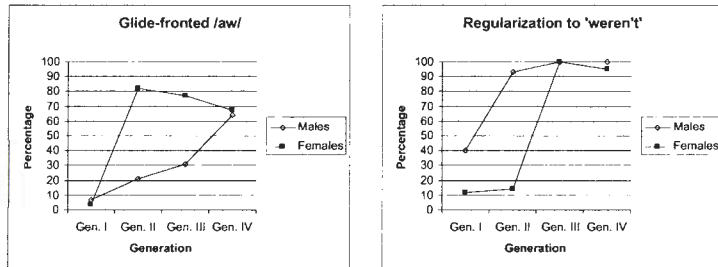 Glide-fronted /aw/
100
90
80
70
60
50
40
30
20
10
0
Percentage
Gen. I Gen. II Gen. III Gen. IV
Generation
Males
Females
Regularization to 'weren't'
100
90
80
70
60
50
40
30
20
10
0
Percentage
Gen. I Gen. II Gen. III Gen. IV
Generation
Males
Females